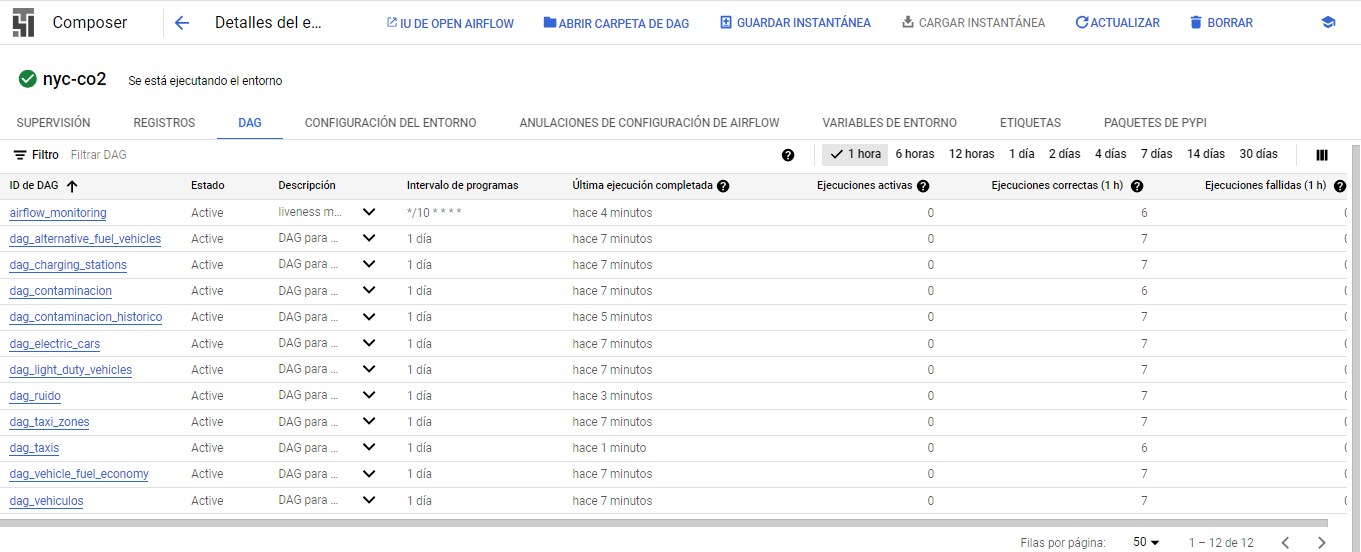 Composer
Detalles del e...
IU DE OPEN AIRFLOW
ABRIR CARPETA DE DAG
GUARDAR INSTANTÁNEA
CARGAR INSTANTÁNEA
ACTUALIZAR
BORRAR
nyc-co2
Se está ejecutando el entorno
SUPERVISIÓN
REGISTROS
DAG
CONFIGURACIÓN DEL ENTORNO
ANULACIONES DE CONFIGURACIÓN DE AIRFLOW
VARIABLES DE ENTORNO
ETIQUETAS
PAQUETES DE PYPI
Filtro Filtrar DAG
1 hora 6 horas 12 horas 1 día 2 días 4 días 7 días 14 días 30 días
ID de DAG Estado Descripción Intervalo de programas Última ejecución completada Ejecuciones activas Ejecuciones correctas (1 h) Ejecuciones fallidas (1 h)
airflow_monitoring Active liveness m... */10 * * * * hace 4 minutos 0 6
dag_alternative_fuel_vehicles Active DAG para ... 1 día hace 7 minutos 0 7
dag_charging_stations Active DAG para ... 1 día hace 7 minutos 0 7
dag_contaminacion Active DAG para ... 1 día hace 7 minutos 0 6
dag_contaminacion_historico Active DAG para ... 1 día hace 5 minutos 0 7
dag_electric_cars Active DAG para ... 1 día hace 7 minutos 0 7
dag_light_duty_vehicles Active DAG para ... 1 día hace 7 minutos 0 7
dag_ruido Active DAG para ... 1 día hace 3 minutos 0 7
dag_taxi_zones Active DAG para ... 1 día hace 7 minutos 0 7
dag_taxis Active DAG para ... 1 día hace 1 minuto 0 6
dag_vehicle_fuel_economy Active DAG para ... 1 día hace 7 minutos 0 7
dag_vehiculos Active DAG para ... 1 día hace 7 minutos 0 7
Filas por página: 50 1 – 12 de 12